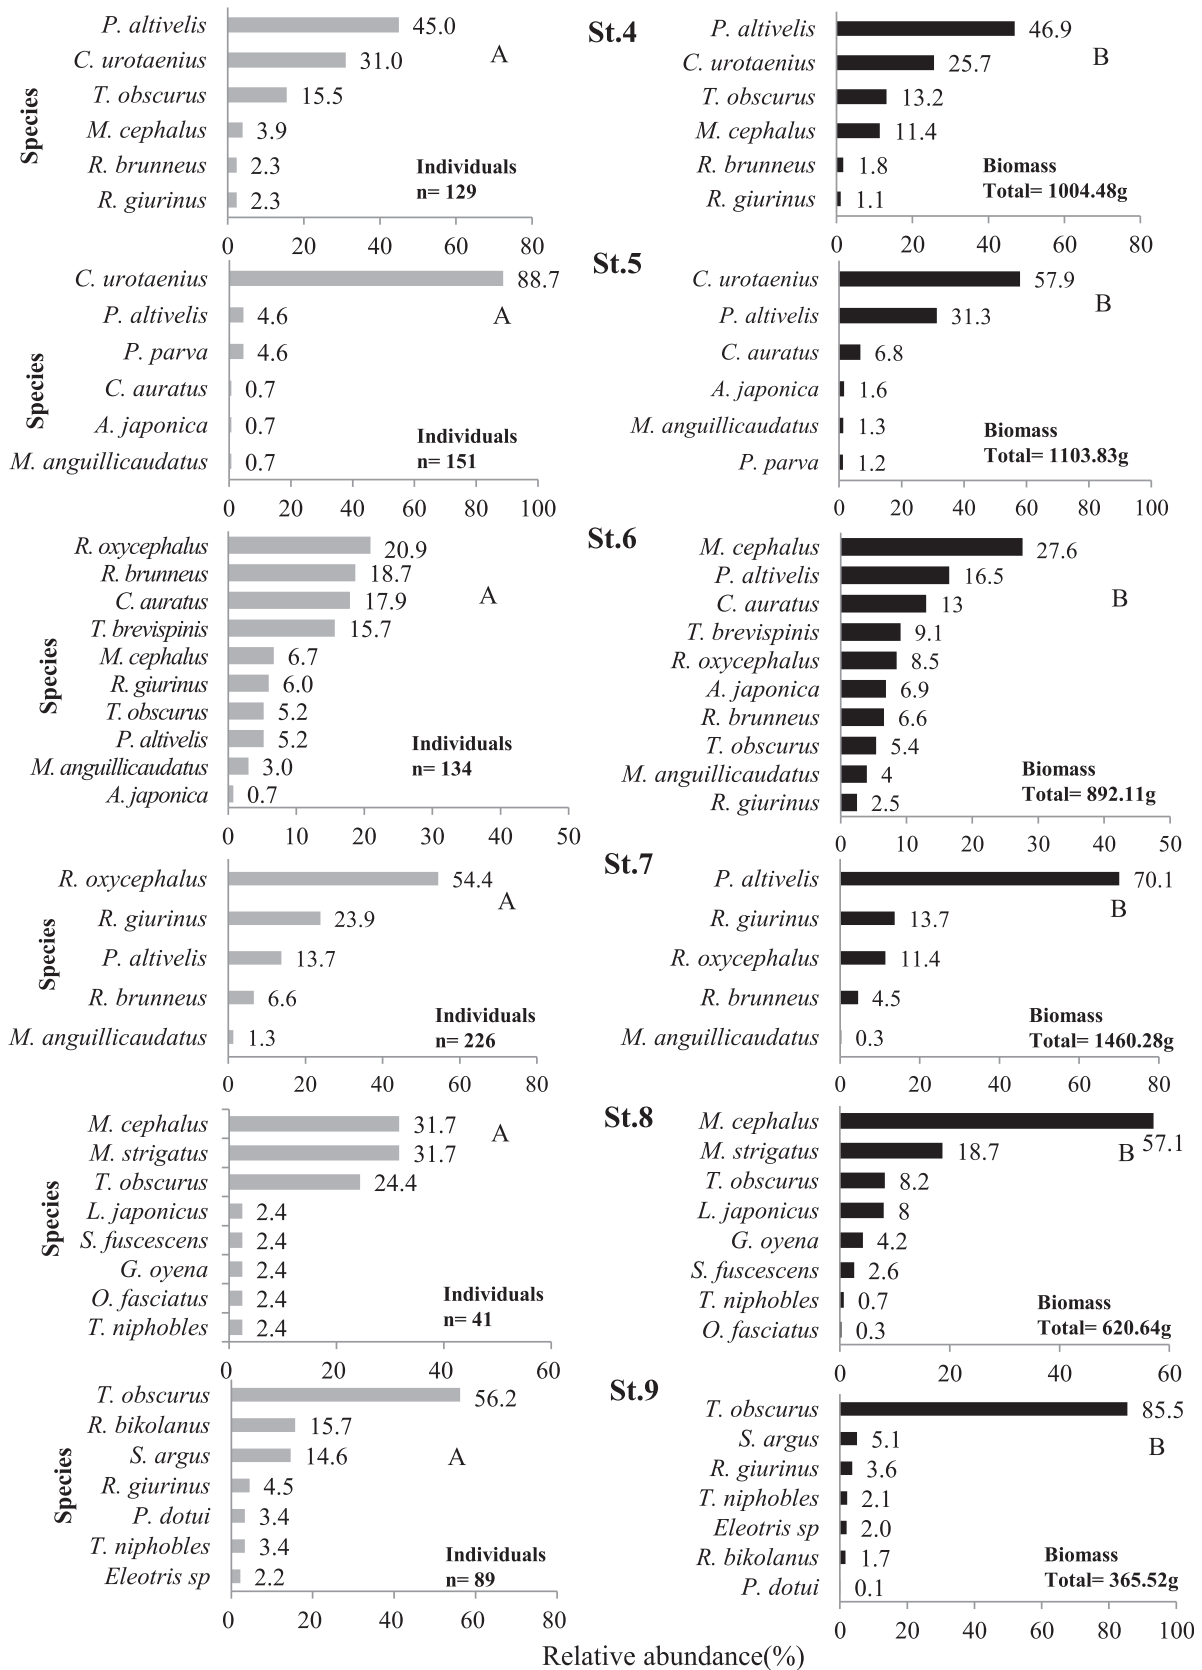 St.4
Species
P. altivelis 45.0
C. urotaenius 31.0
T. obscurus 15.5
M. cephalus 3.9
R. brunneus 2.3
R. giurinus 2.3
A
Individuals
n= 129
0 20 40 60 80
P. altivelis 46.9
C. urotaenius 25.7
T. obscurus 13.2
M. cephalus 11.4
R. brunneus 1.8
R. giurinus 1.1
B
Biomass
Total= 1004.48g
0 20 40 60 80
St.5
Species
C. urotaenius 88.7
P. altivelis 4.6
P. parva 4.6
C. auratus 0.7
A. japonica 0.7
M. anguillicaudatus 0.7
A
Individuals
n= 151
0 20 40 60 80 100
C. urotaenius 57.9
P. altivelis 31.3
C. auratus 6.8
A. japonica 1.6
M. anguillicaudatus 1.3
P. parva 1.2
B
Biomass
Total= 1103.83g
0 20 40 60 80 100
St.6
Species
R. oxycephalus 20.9
R. brunneus 18.7
C. auratus 17.9
T. brevispinis 15.7
M. cephalus 6.7
R. giurinus 6.0
T. obscurus 5.2
P. altivelis 5.2
M. anguillicaudatus 3.0
A. japonica 0.7
A
Individuals
n= 134
0 10 20 30 40 50
M. cephalus 27.6
P. altivelis 16.5
C. auratus 13
T. brevispinis 9.1
R. oxycephalus 8.5
A. japonica 6.9
R. brunneus 6.6
T. obscurus 5.4
M. anguillicaudatus 4
R. giurinus 2.5
B
Biomass
Total= 892.11g
0 10 20 30 40 50
St.7
Species
R. oxycephalus 54.4
R. giurinus 23.9
P. altivelis 13.7
R. brunneus 6.6
M. anguillicaudatus 1.3
A
Individuals
n= 226
0 20 40 60 80
P. altivelis 70.1
R. giurinus 13.7
R. oxycephalus 11.4
R. brunneus 4.5
M. anguillicaudatus 0.3
B
Biomass
Total= 1460.28g
0 20 40 60 80
St.8
Species
M. cephalus 31.7
M. strigatus 31.7
T. obscurus 24.4
L. japonicus 2.4
S. fuscescens 2.4
G. oyena 2.4
O. fasciatus 2.4
T. niphobles 2.4
A
Individuals
n= 41
0 20 40 60
M. cephalus 57.1
M. strigatus 18.7
T. obscurus 8.2
L. japonicus 8
G. oyena 4.2
S. fuscescens 2.6
T. niphobles 0.7
O. fasciatus 0.3
B
Biomass
Total= 620.64g
0 20 40 60
St.9
Species
T. obscurus 56.2
R. bikolanus 15.7
S. argus 14.6
R. giurinus 4.5
P. dotui 3.4
T. niphobles 3.4
Eleotris sp 2.2
A
Individuals
n= 89
0 20 40 60 80
T. obscurus 85.5
S. argus 5.1
R. giurinus 3.6
T. niphobles 2.1
Eleotris sp 2.0
R. bikolanus 1.7
P. dotui 0.1
B
Biomass
Total= 365.52g
0 20 40 60 80 100
Relative abundance(%)